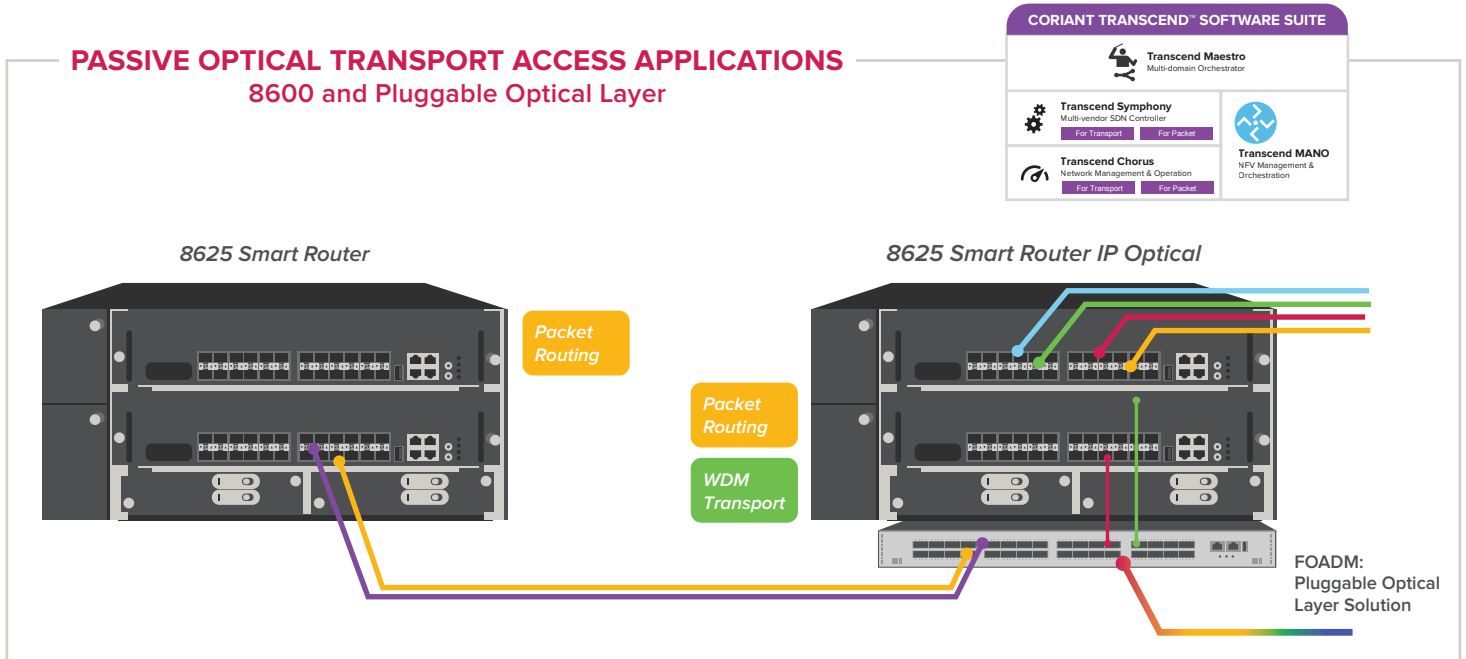 CORIANT TRANSCEND™ SOFTWARE SUITE
Transcend Maestro
Multi-domain Orchestrator
Transcend Symphony
Multi-vendor SDN Controller
For Transport
For Packet
Transcend Chorus
Network Management & Operation
For Transport
For Packet
Transcend MANO
NFV Management &
Orchestration
PASSIVE OPTICAL TRANSPORT ACCESS APPLICATIONS
8600 and Pluggable Optical Layer
8625 Smart Router
Packet
Routing
8625 Smart Router IP Optical
Packet
Routing
WDM
Transport
FOADM:
Pluggable Optical
Layer Solution